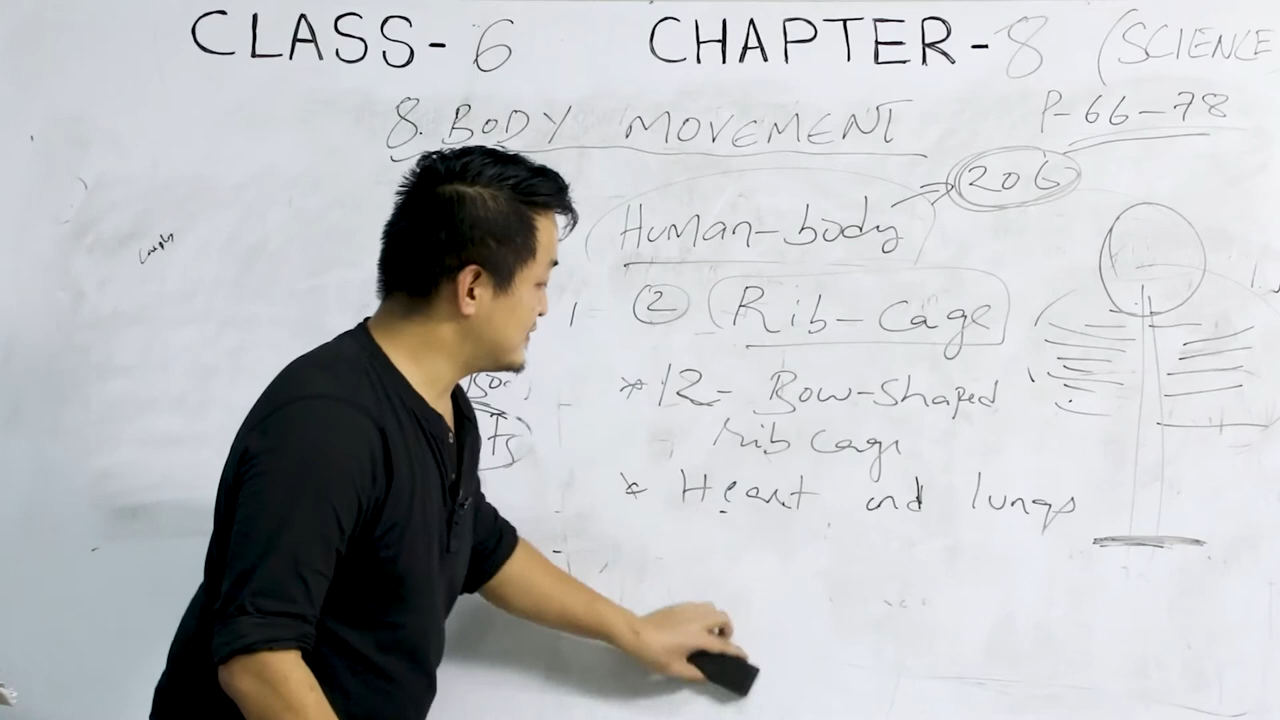 CLASS-6 CHAPTER-8 (SCIENCE
8. BODY MOVEMENT P-66-78
Human-body ⇒ 206
② Rib-Cage
* 12- Bow-shaped
rib cage
* Heart and lungs